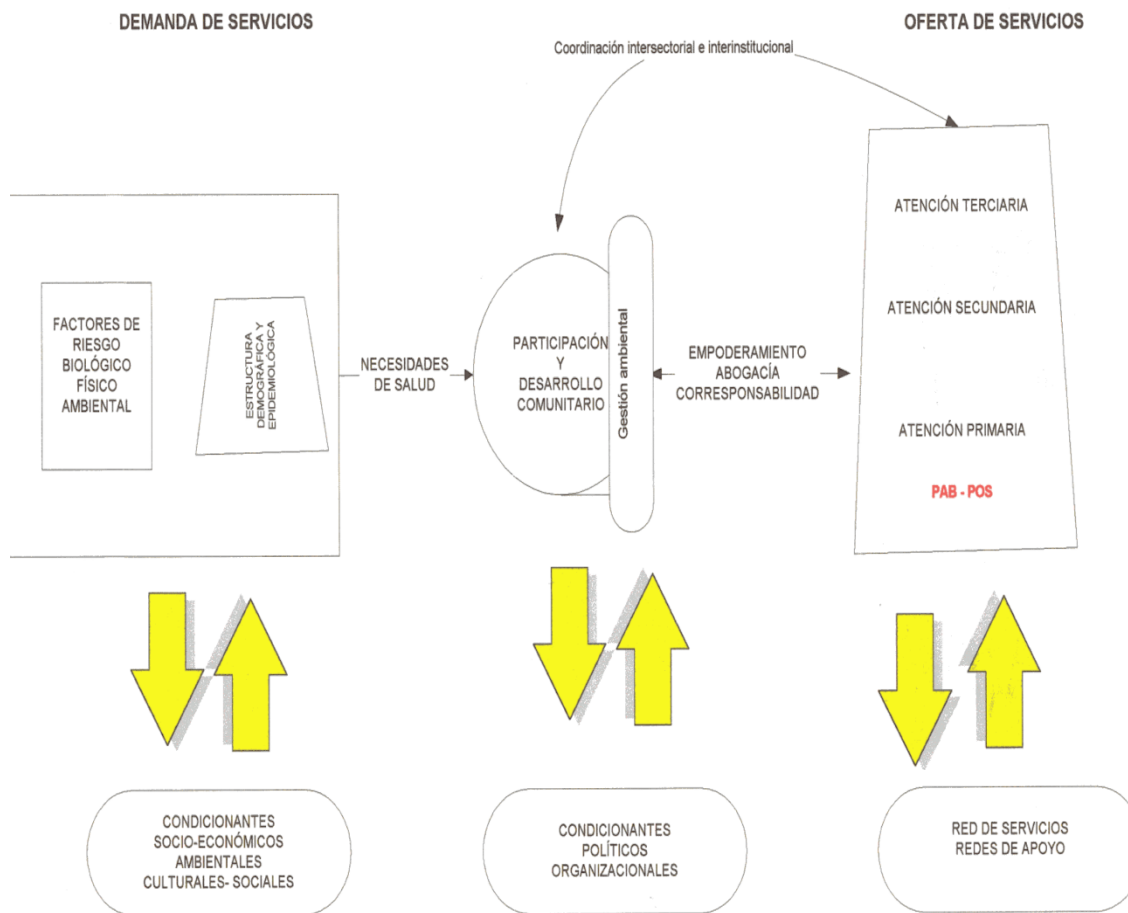 DEMANDA DE SERVICIOS
OFERTA DE SERVICIOS
Coordinación intersectorial e interinstitucional
FACTORES DE
RIESGO
BIOLÓGICO
FÍSICO
AMBIENTAL
ESTRUCTURA
DEMOGRÁFICA Y
EPIDEMIOLÓGICA
NECESIDADES
DE SALUD
PARTICIPACIÓN
Y
DESARROLLO
COMUNITARIO
Gestión ambiental
EMPODERAMIENTO
ABOGACÍA
CORRESPONSABILIDAD
ATENCIÓN TERCIARIA
ATENCIÓN SECUNDARIA
ATENCIÓN PRIMARIA
PAB - POS
CONDICIONANTES
SOCIO-ECONÓMICOS
AMBIENTALES
CULTURALES- SOCIALES
CONDICIONANTES
POLÍTICOS
ORGANIZACIONALES
RED DE SERVICIOS
REDES DE APOYO